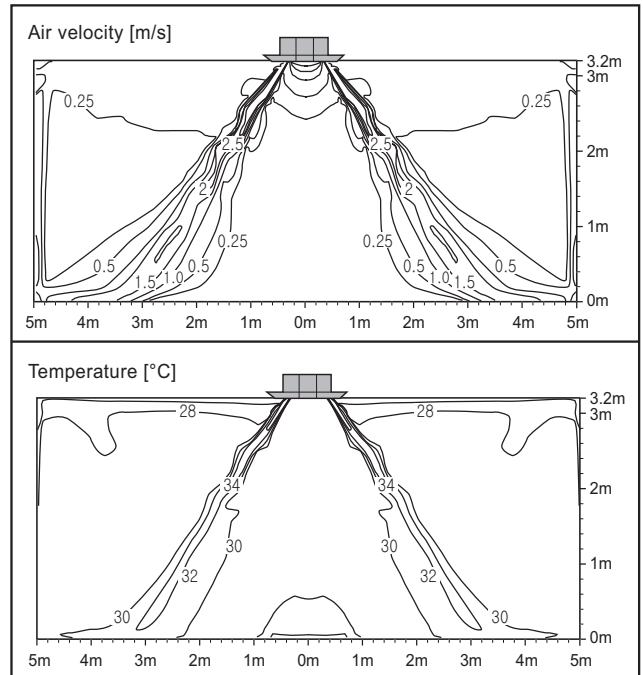 Air velocity [m/s]
3.2m
3m
0.25 0.25
2.5 2.5
2m
2 2
0.25 0.25
1m
0.5 0.5 0.5 0.5
1.5 1.0 1.0 1.5
0m
5m 4m 3m 2m 1m 0m 1m 2m 3m 4m 5m
Temperature [°C]
3.2m
28 28
3m
34 34
2m
30 30
1m
32 32
30 30
0m
5m 4m 3m 2m 1m 0m 1m 2m 3m 4m 5m